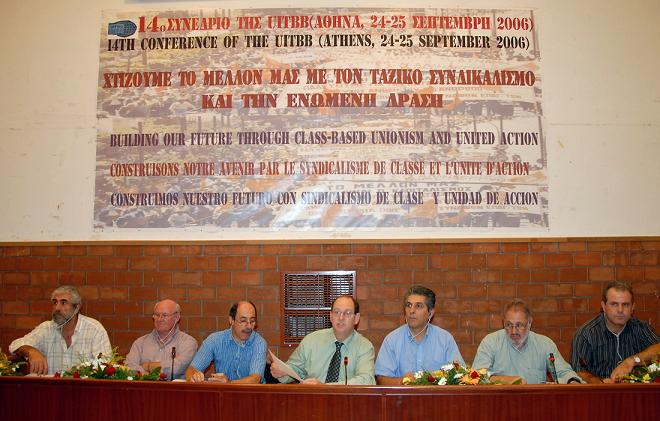 14ο ΣΥΝΕΔΡΙΟ ΤΗΣ UITBB(ΑΘΗΝΑ, 24-25 ΣΕΠΤΕΜΒΡΗ 2006)
14TH CONFERENCE OF THE UITBB (ATHENS, 24-25 SEPTEMBER 2006)
ΧΤΙΖΟΥΜΕ ΤΟ ΜΕΛΛΟΝ ΜΑΣ ΜΕ ΤΟΝ ΤΑΞΙΚΟ ΣΥΝΔΙΚΑΛΙΣΜΟ
ΚΑΙ ΤΗΝ ΕΝΩΜΕΝΗ ΔΡΑΣΗ
BUILDING OUR FUTURE THROUGH CLASS-BASED UNIONISM AND UNITED ACTION
CONSTRUISONS NOTRE AVENIR PAR LE SYNDICALISME DE CLASSE ET L'UNITE D'ACTION
CONSTRUIMOS NUESTRO FUTURO CON SINDICALISMO DE CLASE Y UNIDAD DE ACCION